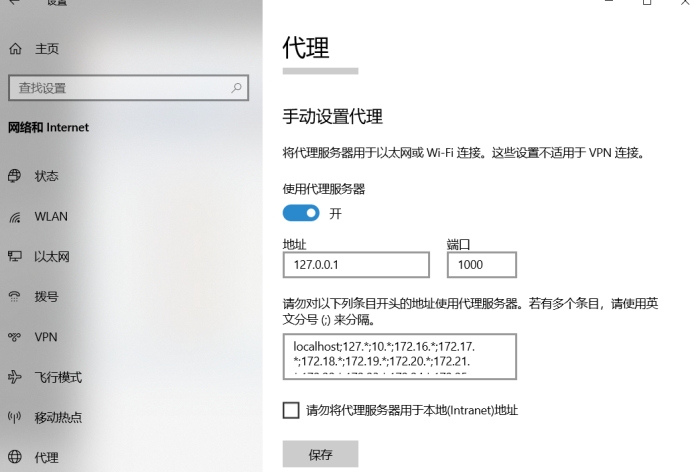 设置
主页
查找设置
网络和 Internet
状态
WLAN
以太网
拨号
VPN
飞行模式
移动热点
代理
代理
手动设置代理
将代理服务器用于以太网或 Wi-Fi 连接。这些设置不适用于 VPN 连接。
使用代理服务器
开
地址
端口
127.0.0.1
1000
请勿对以下列条目开头的地址使用代理服务器。若有多个条目，请使用英
文分号 (;) 来分隔。
localhost;127.*;10.*;172.16.*;172.17.
*;172.18.*;172.19.*;172.20.*;172.21.
请勿将代理服务器用于本地(Intranet)地址
保存